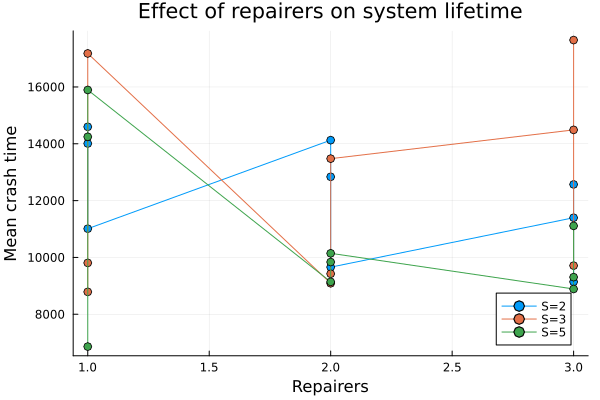 Effect of repairers on system lifetime
Mean crash time
16000
14000
12000
10000
8000
1.0
1.5
2.0
2.5
3.0
Repairers
S=2
S=3
S=5